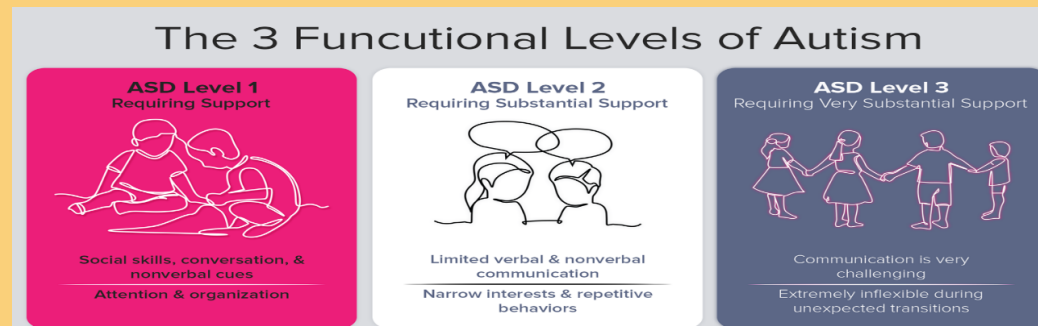 The 3 Funcutional Levels of Autism
ASD Level 1
Requiring Support
Social skills, conversation, &
nonverbal cues
Attention & organization
ASD Level 2
Requiring Substantial Support
Limited verbal & nonverbal
communication
Narrow interests & repetitive
behaviors
ASD Level 3
Requiring Very Substantial Support
Communication is very
challenging
Extremely inflexible during
unexpected transitions